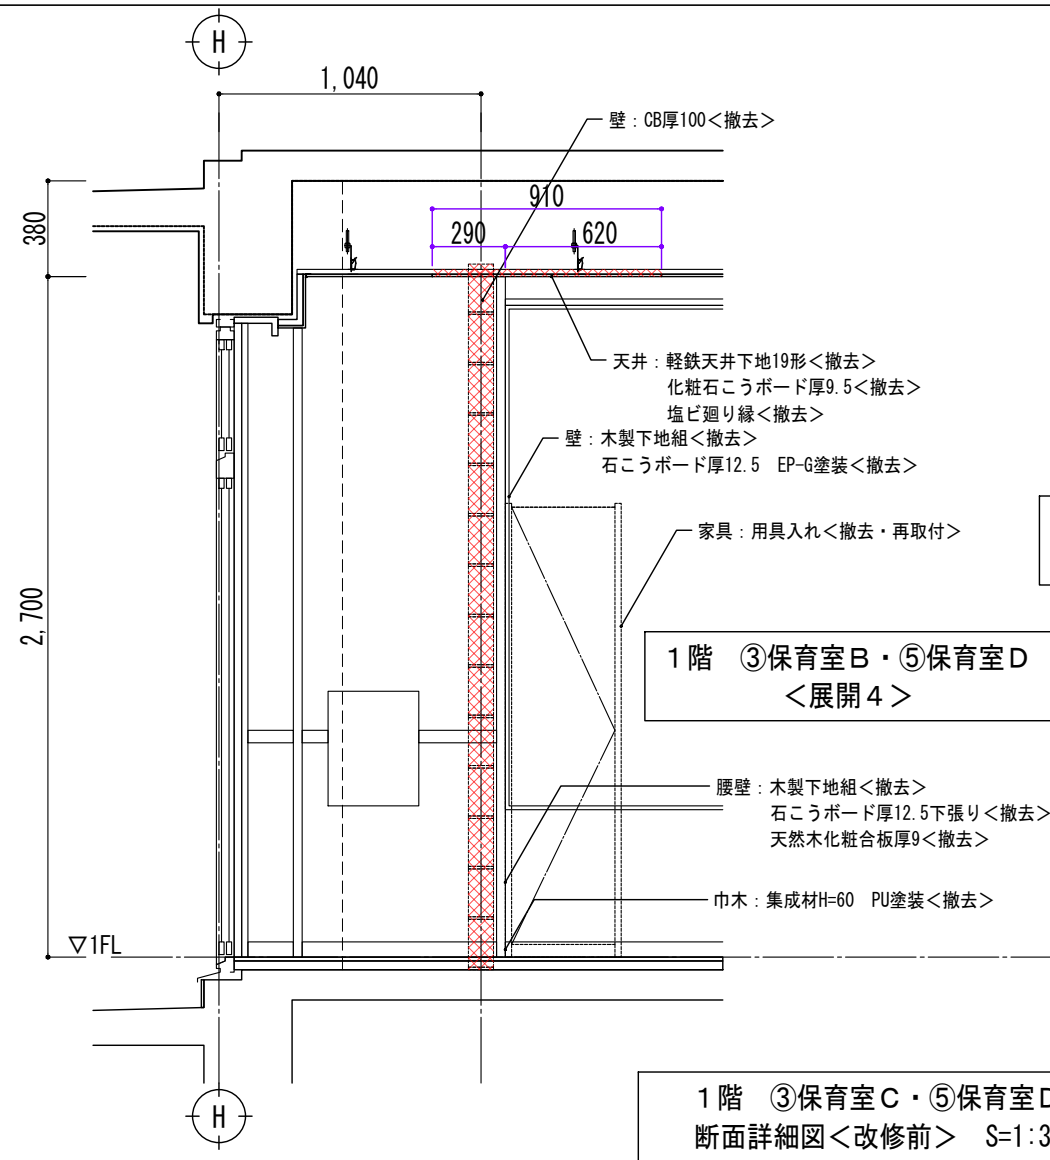 H
1,040
壁：CB厚100＜撤去＞
910
290
620
380
天井：軽鉄天井下地19形＜撤去＞
化粧石こうボード厚9.5＜撤去＞
塩ビ廻り縁＜撤去＞
壁：木製下地組＜撤去＞
石こうボード厚12.5　EP-G塗装＜撤去＞
家具：用具入れ＜撤去・再取付＞
2,700
1階　③保育室B・⑤保育室D
＜展開4＞
腰壁：木製下地組＜撤去＞
石こうボード厚12.5下張り＜撤去＞
天然木化粧合板厚9＜撤去＞
巾木：集成材H=60　PU塗装＜撤去＞
▽1FL
H
1階　③保育室C・⑤保育室D
断面詳細図＜改修前＞　S=1:3